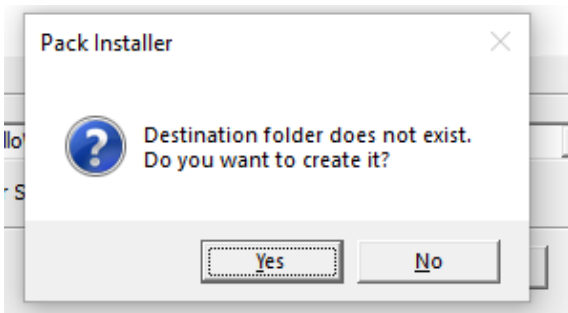 Pack Installer
Destination folder does not exist.
Do you want to create it?
Yes
No